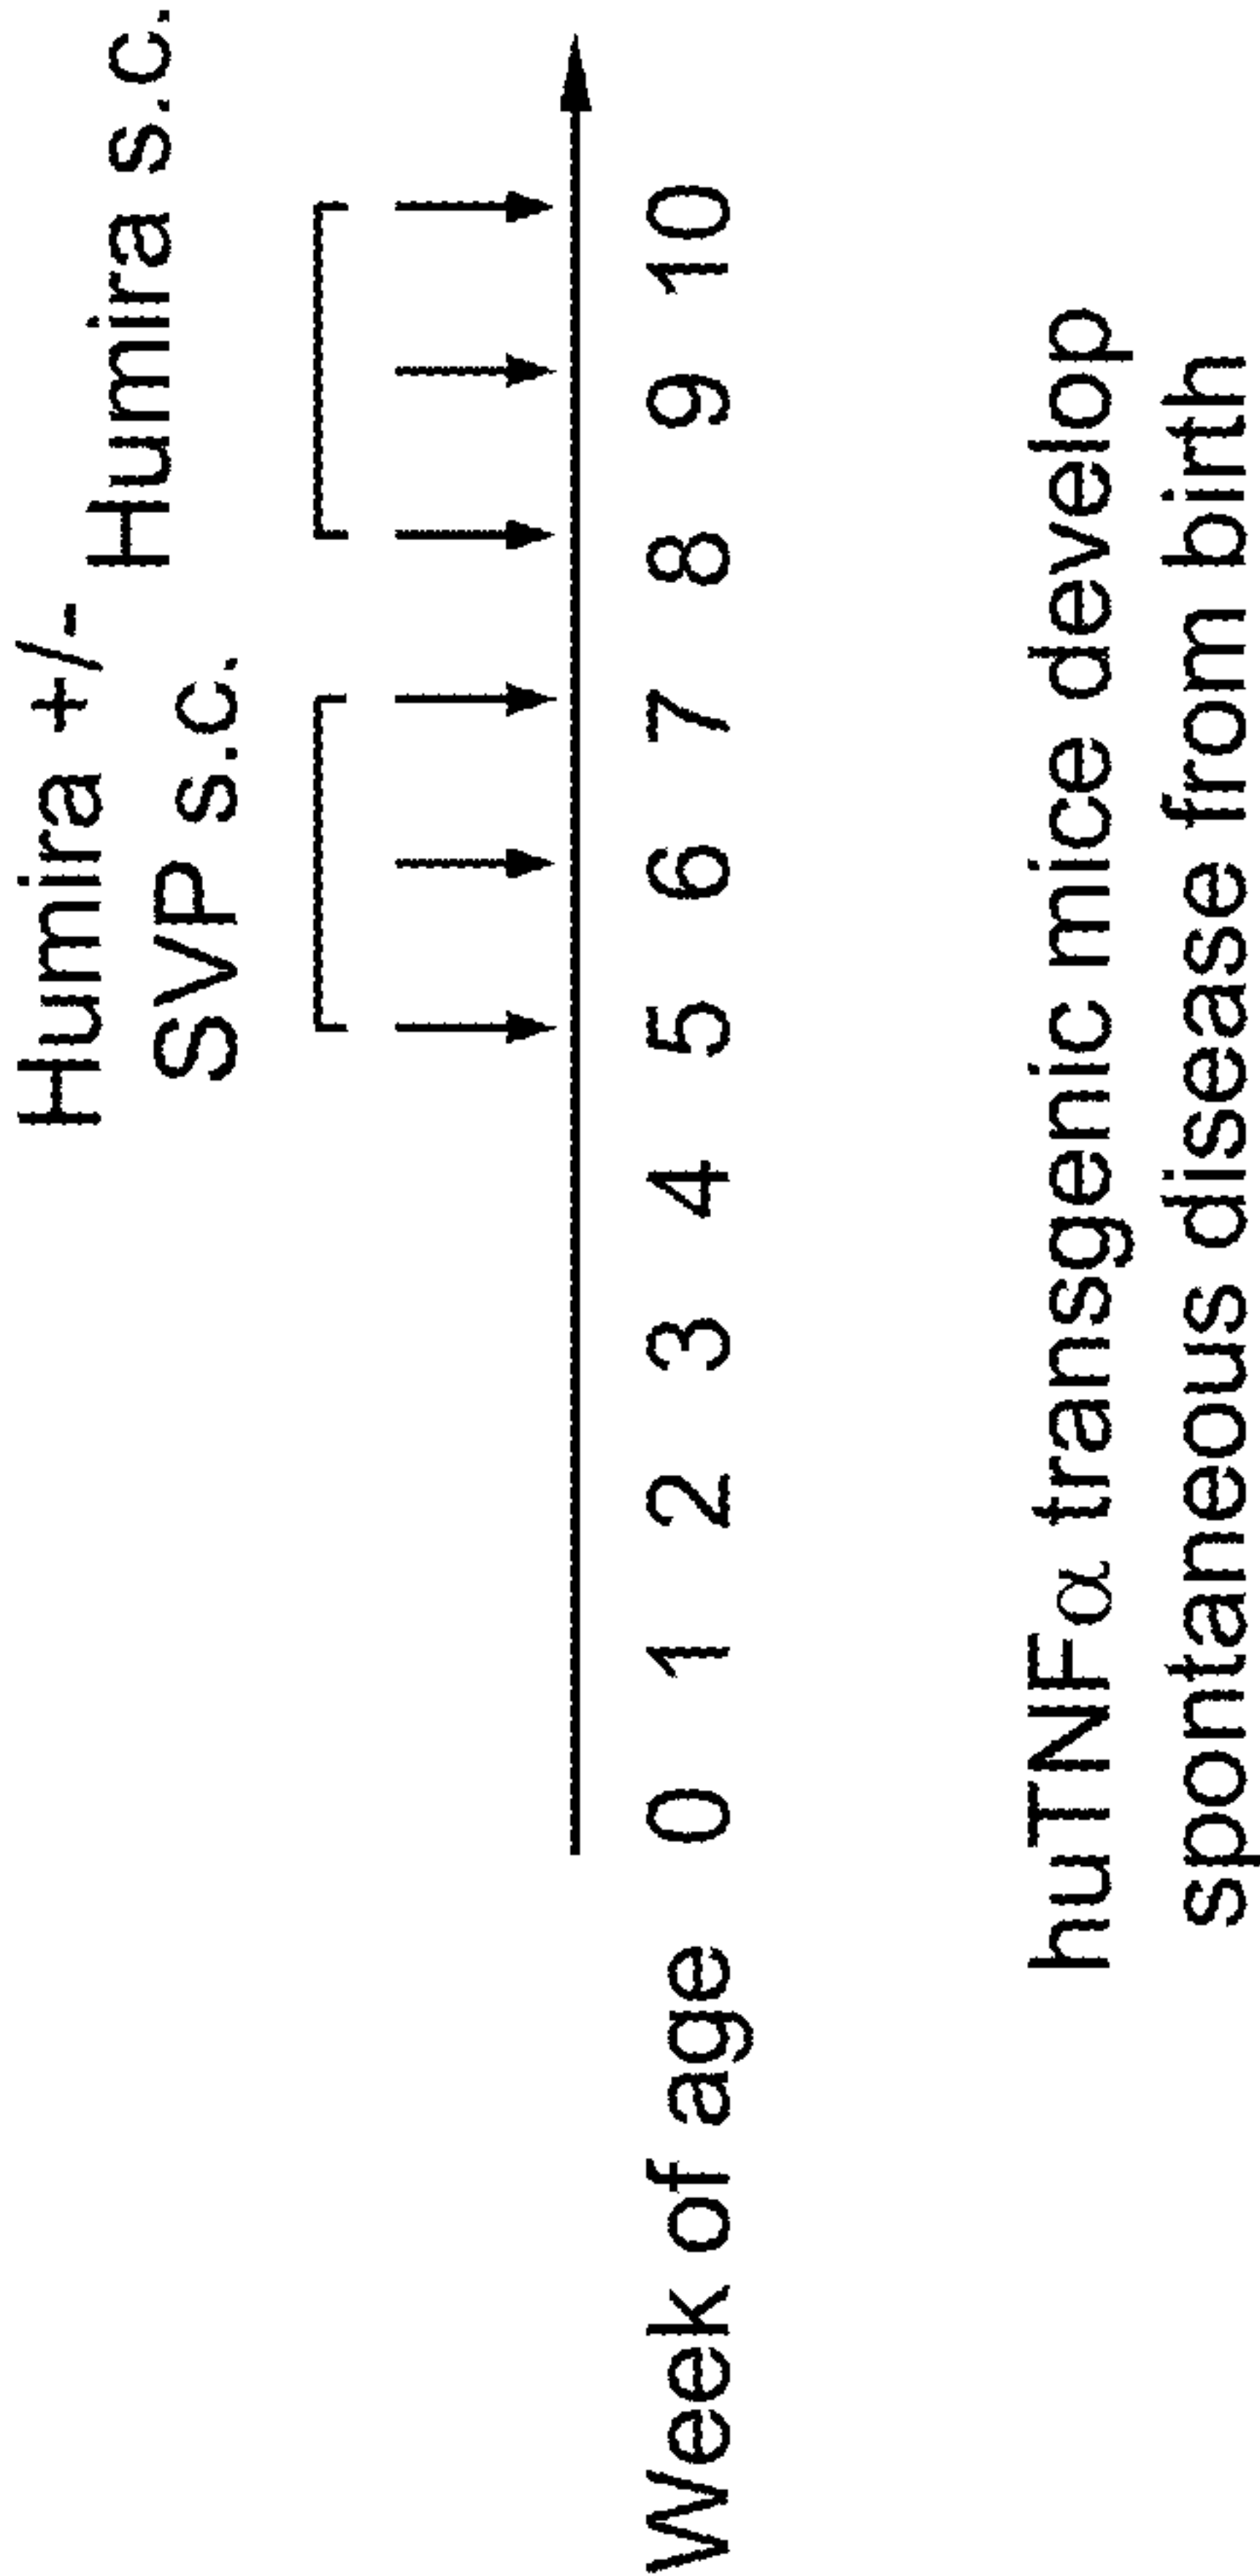 Humira +/-
SVP s.c.
Humira s.c.
Week of age 0 1 2 3 4 5 6 7 8 9 10
huTNFα transgenic mice develop
spontaneous disease from birth